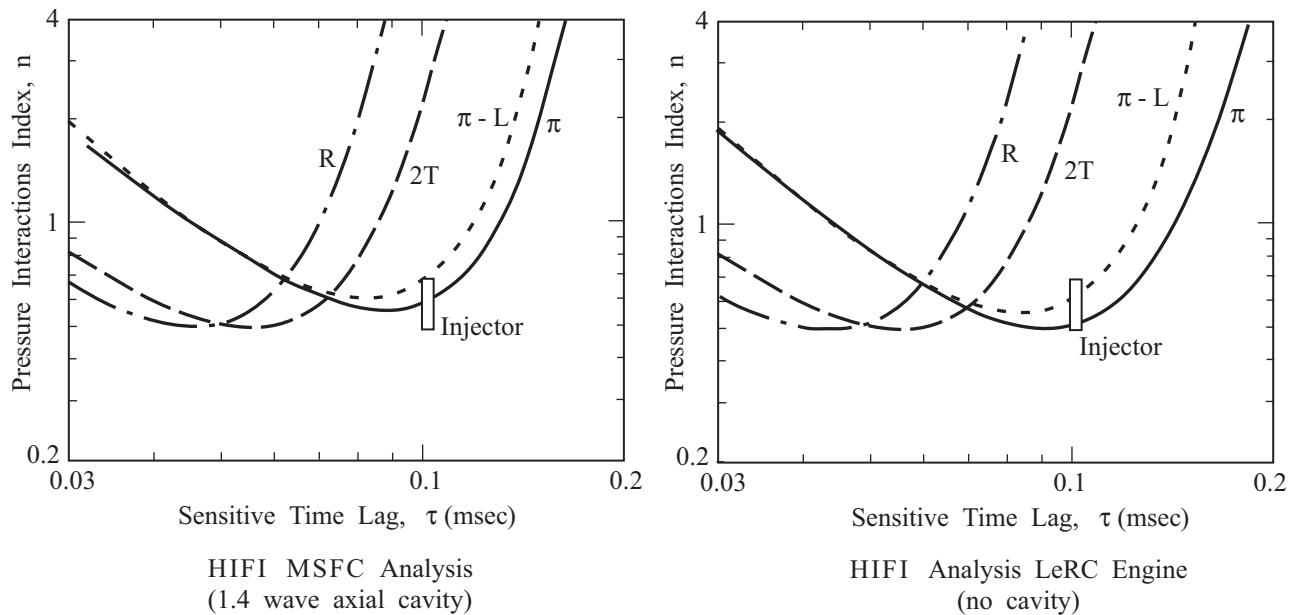 4
Pressure Interactions Index, n
1
0.2
0.03
0.1
0.2
R
2T
π - L
π
Injector
Sensitive Time Lag, τ (msec)
HIFI MSFC Analysis
(1.4 wave axial cavity)
4
Pressure Interactions Index, n
1
0.2
0.03
0.1
0.2
R
2T
π - L
π
Injector
Sensitive Time Lag, τ (msec)
HIFI Analysis LeRC Engine
(no cavity)